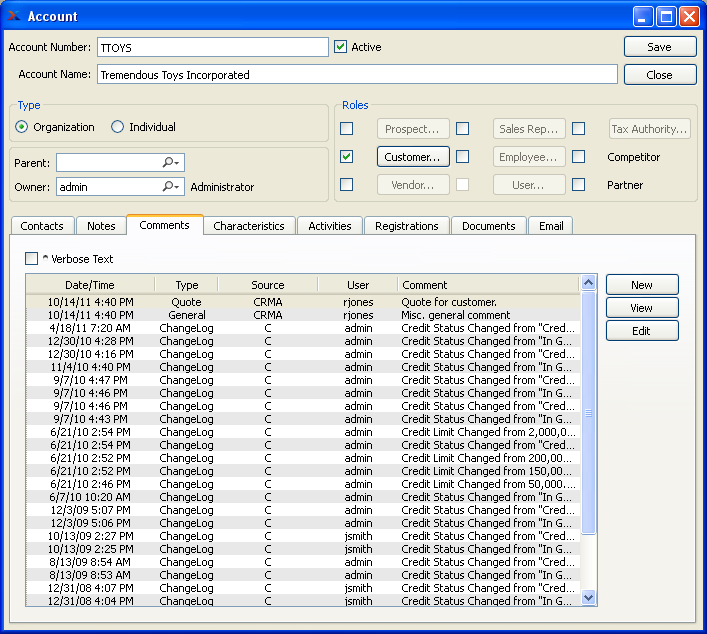 Account
Account Number: TTOYS Active Save
Account Name: Tremendous Toys Incorporated Close
Type Roles
Organization Individual Prospect... Sales Rep... Tax Authority...
Customer... Employee... Competitor
Parent: Vendor... User... Partner
Owner: admin Administrator
Contacts Notes Comments Characteristics Activities Registrations Documents Email
^ Verbose Text
Date/Time Type Source User Comment New
10/14/11 4:40 PM Quote CRMA rjones Quote for customer. View
10/14/11 4:40 PM General CRMA rjones Misc. general comment Edit
4/18/11 7:20 AM ChangeLog C admin Credit Status Changed from "Cred...
12/30/10 4:28 PM ChangeLog C admin Credit Status Changed from "In G...
12/30/10 4:16 PM ChangeLog C admin Credit Status Changed from "Cred...
11/4/10 4:40 PM ChangeLog C admin Credit Status Changed from "In G...
9/7/10 4:47 PM ChangeLog C admin Credit Status Changed from "Cred...
9/7/10 4:46 PM ChangeLog C admin Credit Status Changed from "In G...
9/7/10 4:46 PM ChangeLog C admin Credit Status Changed from "Cred...
9/7/10 4:43 PM ChangeLog C admin Credit Status Changed from "In G...
6/21/10 2:54 PM ChangeLog C admin Credit Limit Changed from 2,000,0...
6/21/10 2:54 PM ChangeLog C admin Credit Status Changed from "Cred...
6/21/10 2:52 PM ChangeLog C admin Credit Limit Changed from 200,00...
6/21/10 2:52 PM ChangeLog C admin Credit Limit Changed from 150,00...
6/21/10 2:46 PM ChangeLog C admin Credit Limit Changed from 50,000....
6/7/10 10:20 AM ChangeLog C admin Credit Status Changed from "In G...
12/3/09 5:07 PM ChangeLog C admin Credit Status Changed from "Cred...
12/3/09 5:06 PM ChangeLog C admin Credit Status Changed from "In G...
10/13/09 2:27 PM ChangeLog C jsmith Credit Status Changed from "Cred...
10/13/09 2:25 PM ChangeLog C jsmith Credit Status Changed from "In G...
8/13/09 8:54 AM ChangeLog C admin Credit Status Changed from "Cred...
8/13/09 8:53 AM ChangeLog C admin Credit Status Changed from "In G...
12/31/08 4:07 PM ChangeLog C jsmith Credit Status Changed from "Cred...
12/31/08 4:04 PM ChangeLog C jsmith Credit Status Changed from "In G...